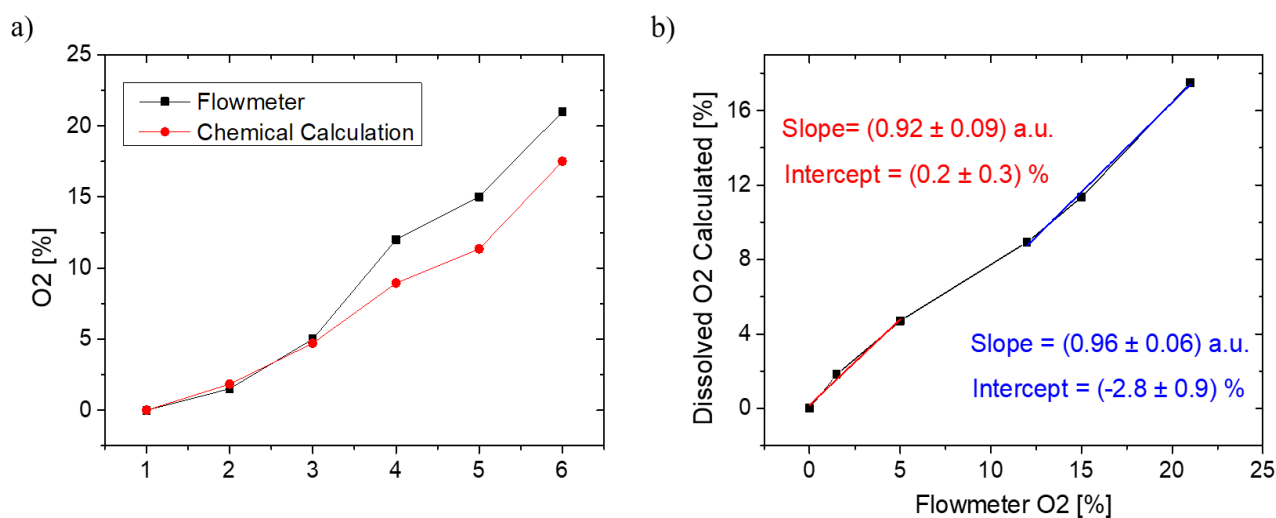 a)
O2 [%]
25
20
15
10
5
0
Flowmeter
Chemical Calculation
1 2 3 4 5 6
b)
Dissolved O2 Calculated [%]
16
12
8
4
0
Slope= (0.92 ± 0.09) a.u.
Intercept = (0.2 ± 0.3) %
Slope = (0.96 ± 0.06) a.u.
Intercept = (-2.8 ± 0.9) %
0 5 10 15 20 25
Flowmeter O2 [%]